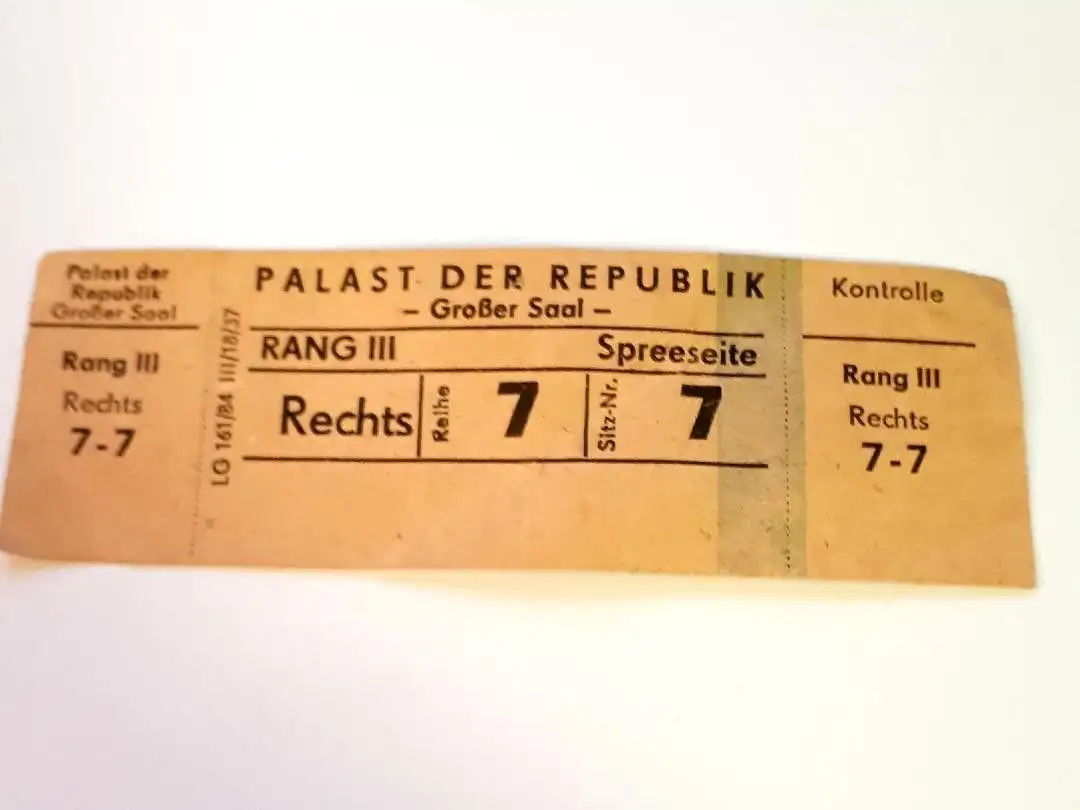 Palast der
Republik
Großer Saal
Rang III
Rechts
7-7
LG 161/84 III/18/37
PALAST DER REPUBLIK
– Großer Saal –
RANG III Spreeseite
Rechts Reihe 7 Sitz-Nr. 7
Kontrolle
Rang III
Rechts
7-7